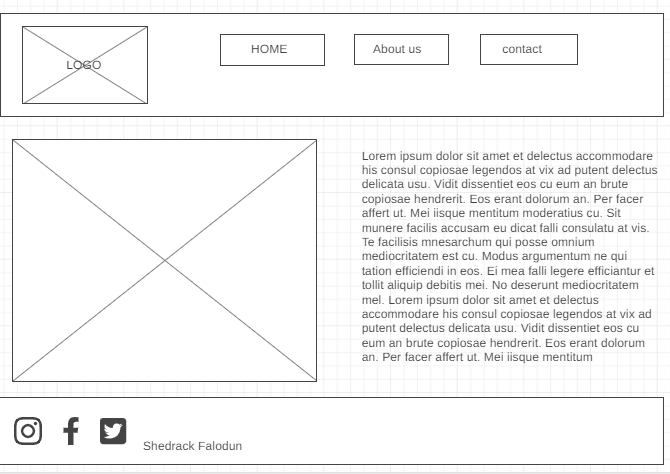 LOGO
HOME
About us
contact
Lorem ipsum dolor sit amet et delectus accommodare
his consul copiosae legendos at vix ad putent delectus
delicata usu. Vidit dissentiet eos cu eum an brute
copiosae hendrerit. Eos erant dolorum an. Per facer
affert ut. Mei iisque mentitum moderatius cu. Sit
munere facilis accusam eu dicat falli consulatu at vis.
Te facilisis mnesarchum qui posse omnium
mediocritatem est cu. Modus argumentum ne qui
tation efficiendi in eos. Ei mea falli legere efficiantur et
tollit aliquip debitis mei. No deserunt mediocritatem
mel. Lorem ipsum dolor sit amet et delectus
accommodare his consul copiosae legendos at vix ad
putent delectus delicata usu. Vidit dissentiet eos cu
eum an brute copiosae hendrerit. Eos erant dolorum
an. Per facer affert ut. Mei iisque mentitum
Shedrack Falodun